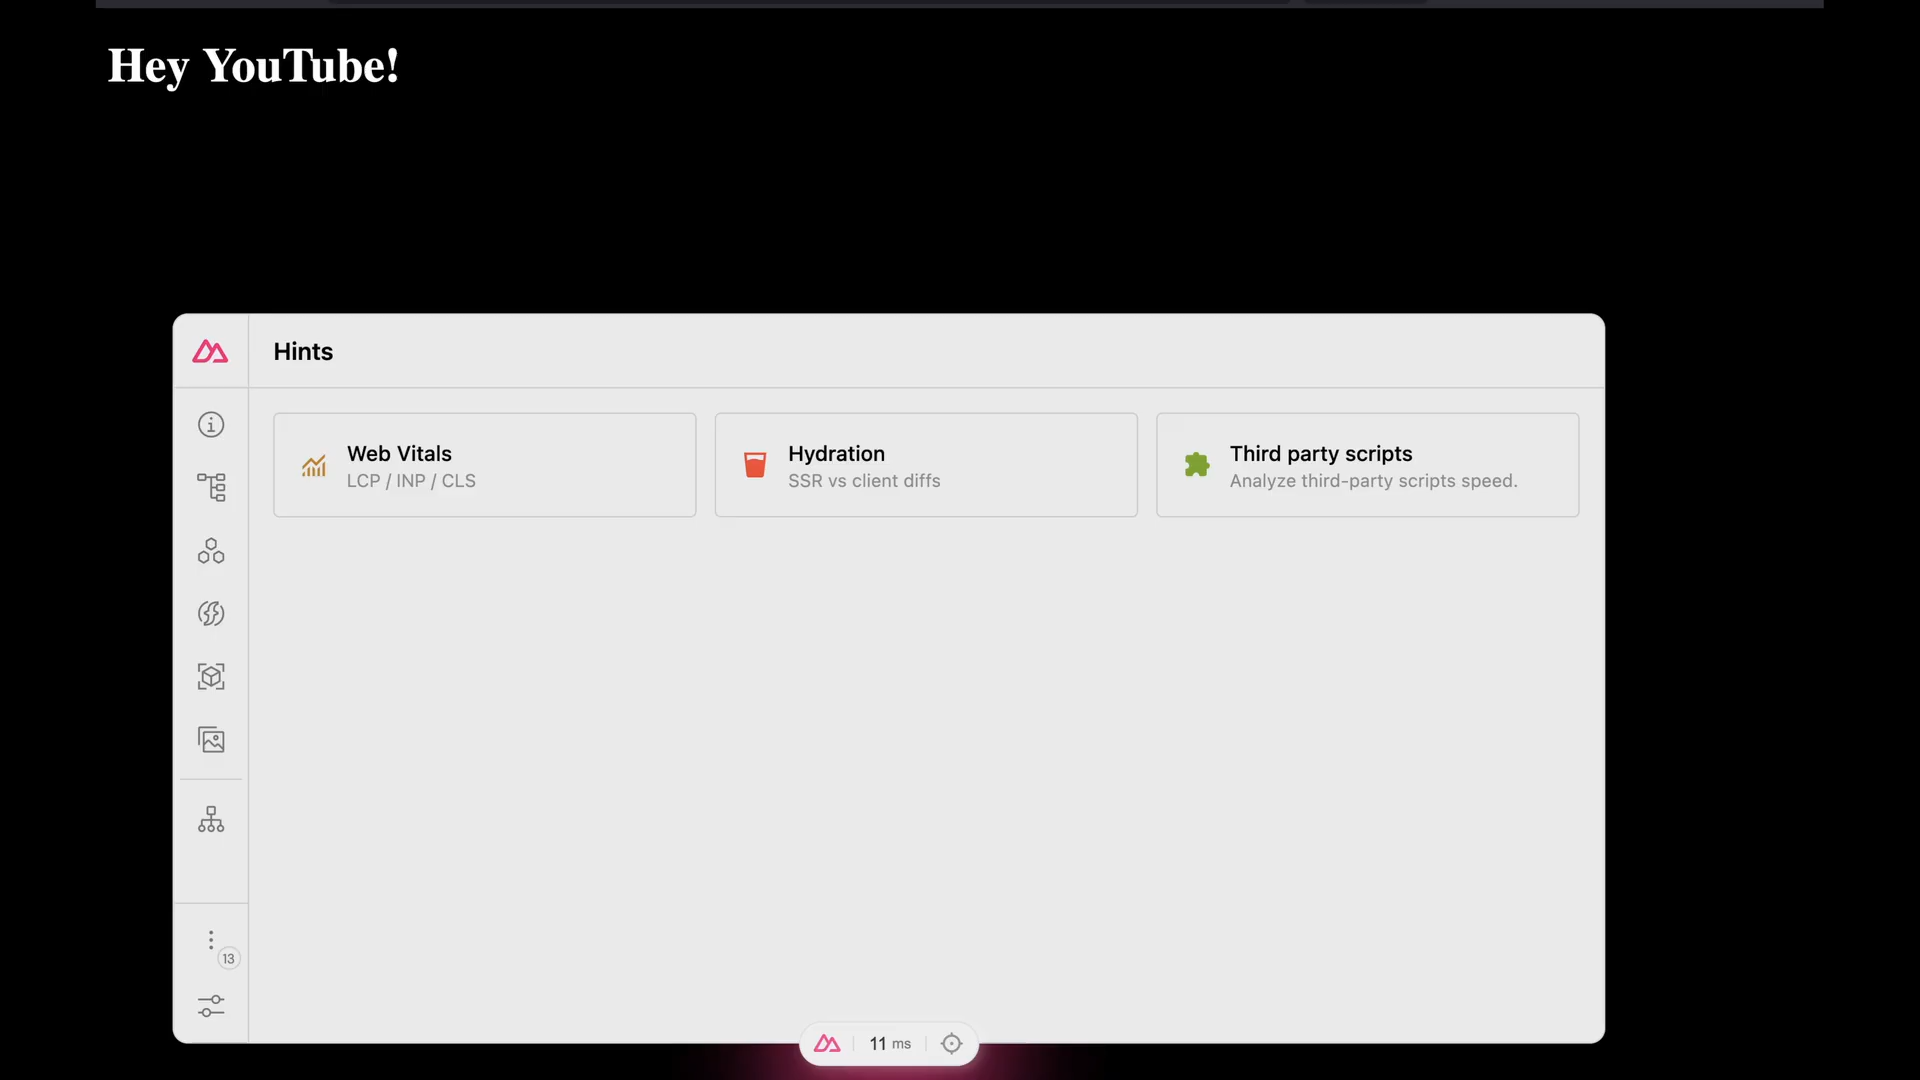 Hey YouTube!
Hints
Web Vitals
LCP / INP / CLS
Hydration
SSR vs client diffs
Third party scripts
Analyze third-party scripts speed.
13
11 ms